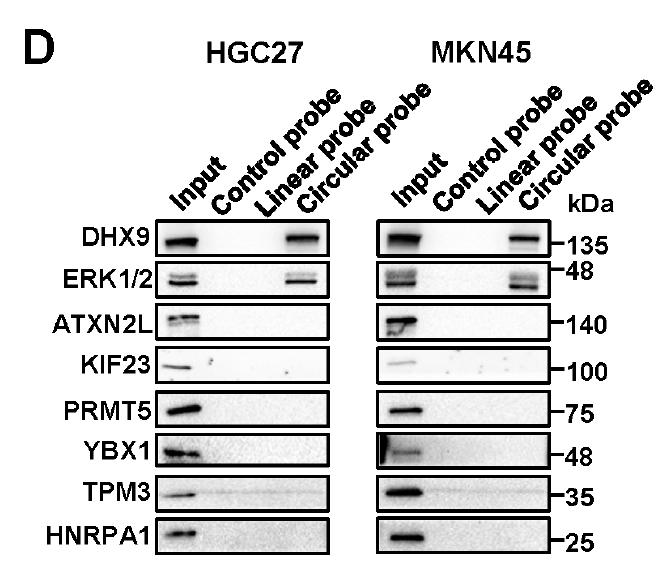 D
HGC27 MKN45
Input Control probe Linear probe Circular probe Input Control probe Linear probe Circular probe
kDa
DHX9 135
ERK1/2 48
ATXN2L 140
KIF23 100
PRMT5 75
YBX1 48
TPM3 35
HNRPA1 25